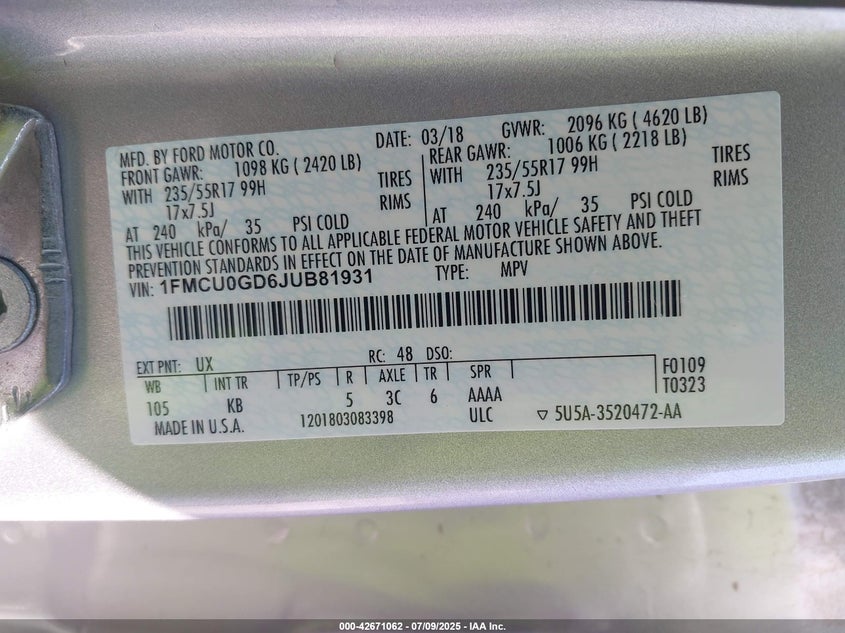 MFD. BY FORD MOTOR CO. DATE: 03/18 GVWR: 2096 KG ( 4620 LB)
FRONT GAWR: 1098 KG ( 2420 LB) REAR GAWR: 1006 KG ( 2218 LB)
WITH 235/55R17 99H TIRES WITH 235/55R17 99H TIRES
17x7.5J RIMS 17x7.5J RIMS
AT 240 kPa/ 35 PSI COLD AT 240 kPa/ 35 PSI COLD
THIS VEHICLE CONFORMS TO ALL APPLICABLE FEDERAL MOTOR VEHICLE SAFETY AND THEFT
PREVENTION STANDARDS IN EFFECT ON THE DATE OF MANUFACTURE SHOWN ABOVE.
VIN: 1FMCU0GD6JUB81931 TYPE: MPV
EXT PNT: UX RC: 48 DSO: F0109
WB INT TR TP/PS R AXLE TR SPR T0323
105 KB 5 3C 6 AAAA
MADE IN U.S.A. 1201803083398 ULC ▽ 5U5A-3520472-AA
000-42671062 - 07/09/2025 - IAA Inc.